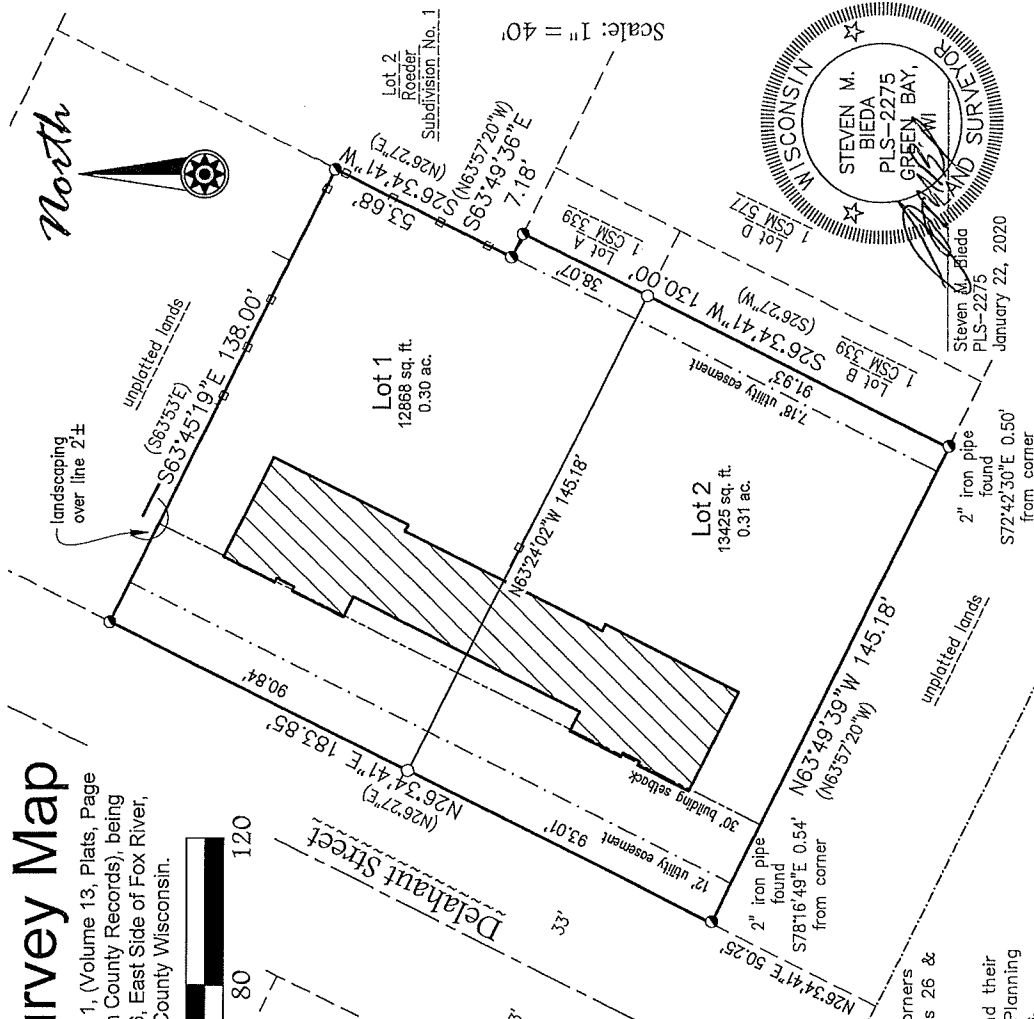 rvey Map
1, (Volume 13, Plats, Page
n County Records), being
6, East Side of Fox River,
County Wisconsin.
80
120
North
Scale: 1" = 40'
landscaping
over line 2'±
unplatted lands
(S63°53'E)
S63°45'19"E 138.00'
Lot 2
Roeder
Subdivision No. 1
(N26°27"E)
S26°34'41"W
53.68'
(N63°57'20"W)
S63°49'36"E
7.18'
Lot 1
12868 sq. ft.
0.30 ac.
Lot A
1 CSM 339
38.07'
S26°34'41"W 130.00'
(S26°27"W)
Lot D
1 CSM 577
Lot B
1 CSM 339
91.93'
7.18' utility easement
90.84'
N26°34'41"E 183.85'
(N26°27"E)
N63°24'02"W 145.18'
Lot 2
13425 sq. ft.
0.31 ac.
Delahaut Street
33'
93.01'
12' utility easement
30' building setback
N63°49'39"W 145.18'
(N63°57'20"W)
unplatted lands
2" iron pipe
found
S78°16'49"E 0.54'
from corner
2" iron pipe
found
S72°42'30"E 0.50'
from corner
N26°34'41"E 50.25'
WISCONSIN
STEVEN M.
BIEDA
PLS-2275
GREEN BAY,
WI
LAND SURVEYOR
Steven M. Bieda
PLS-2275
January 22, 2020
orners
s 26 &
nd their
Planning